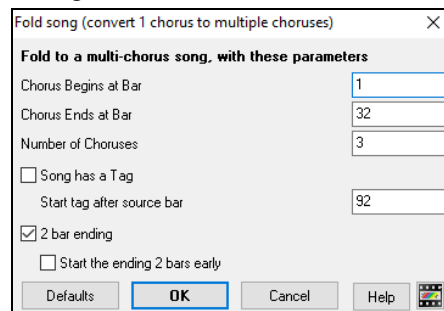 Fold song (convert 1 chorus to multiple choruses)
Fold to a multi-chorus song, with these parameters
Chorus Begins at Bar 1
Chorus Ends at Bar 32
Number of Choruses 3
Song has a Tag
Start tag after source bar 92
2 bar ending
Start the ending 2 bars early
Defaults OK Cancel Help